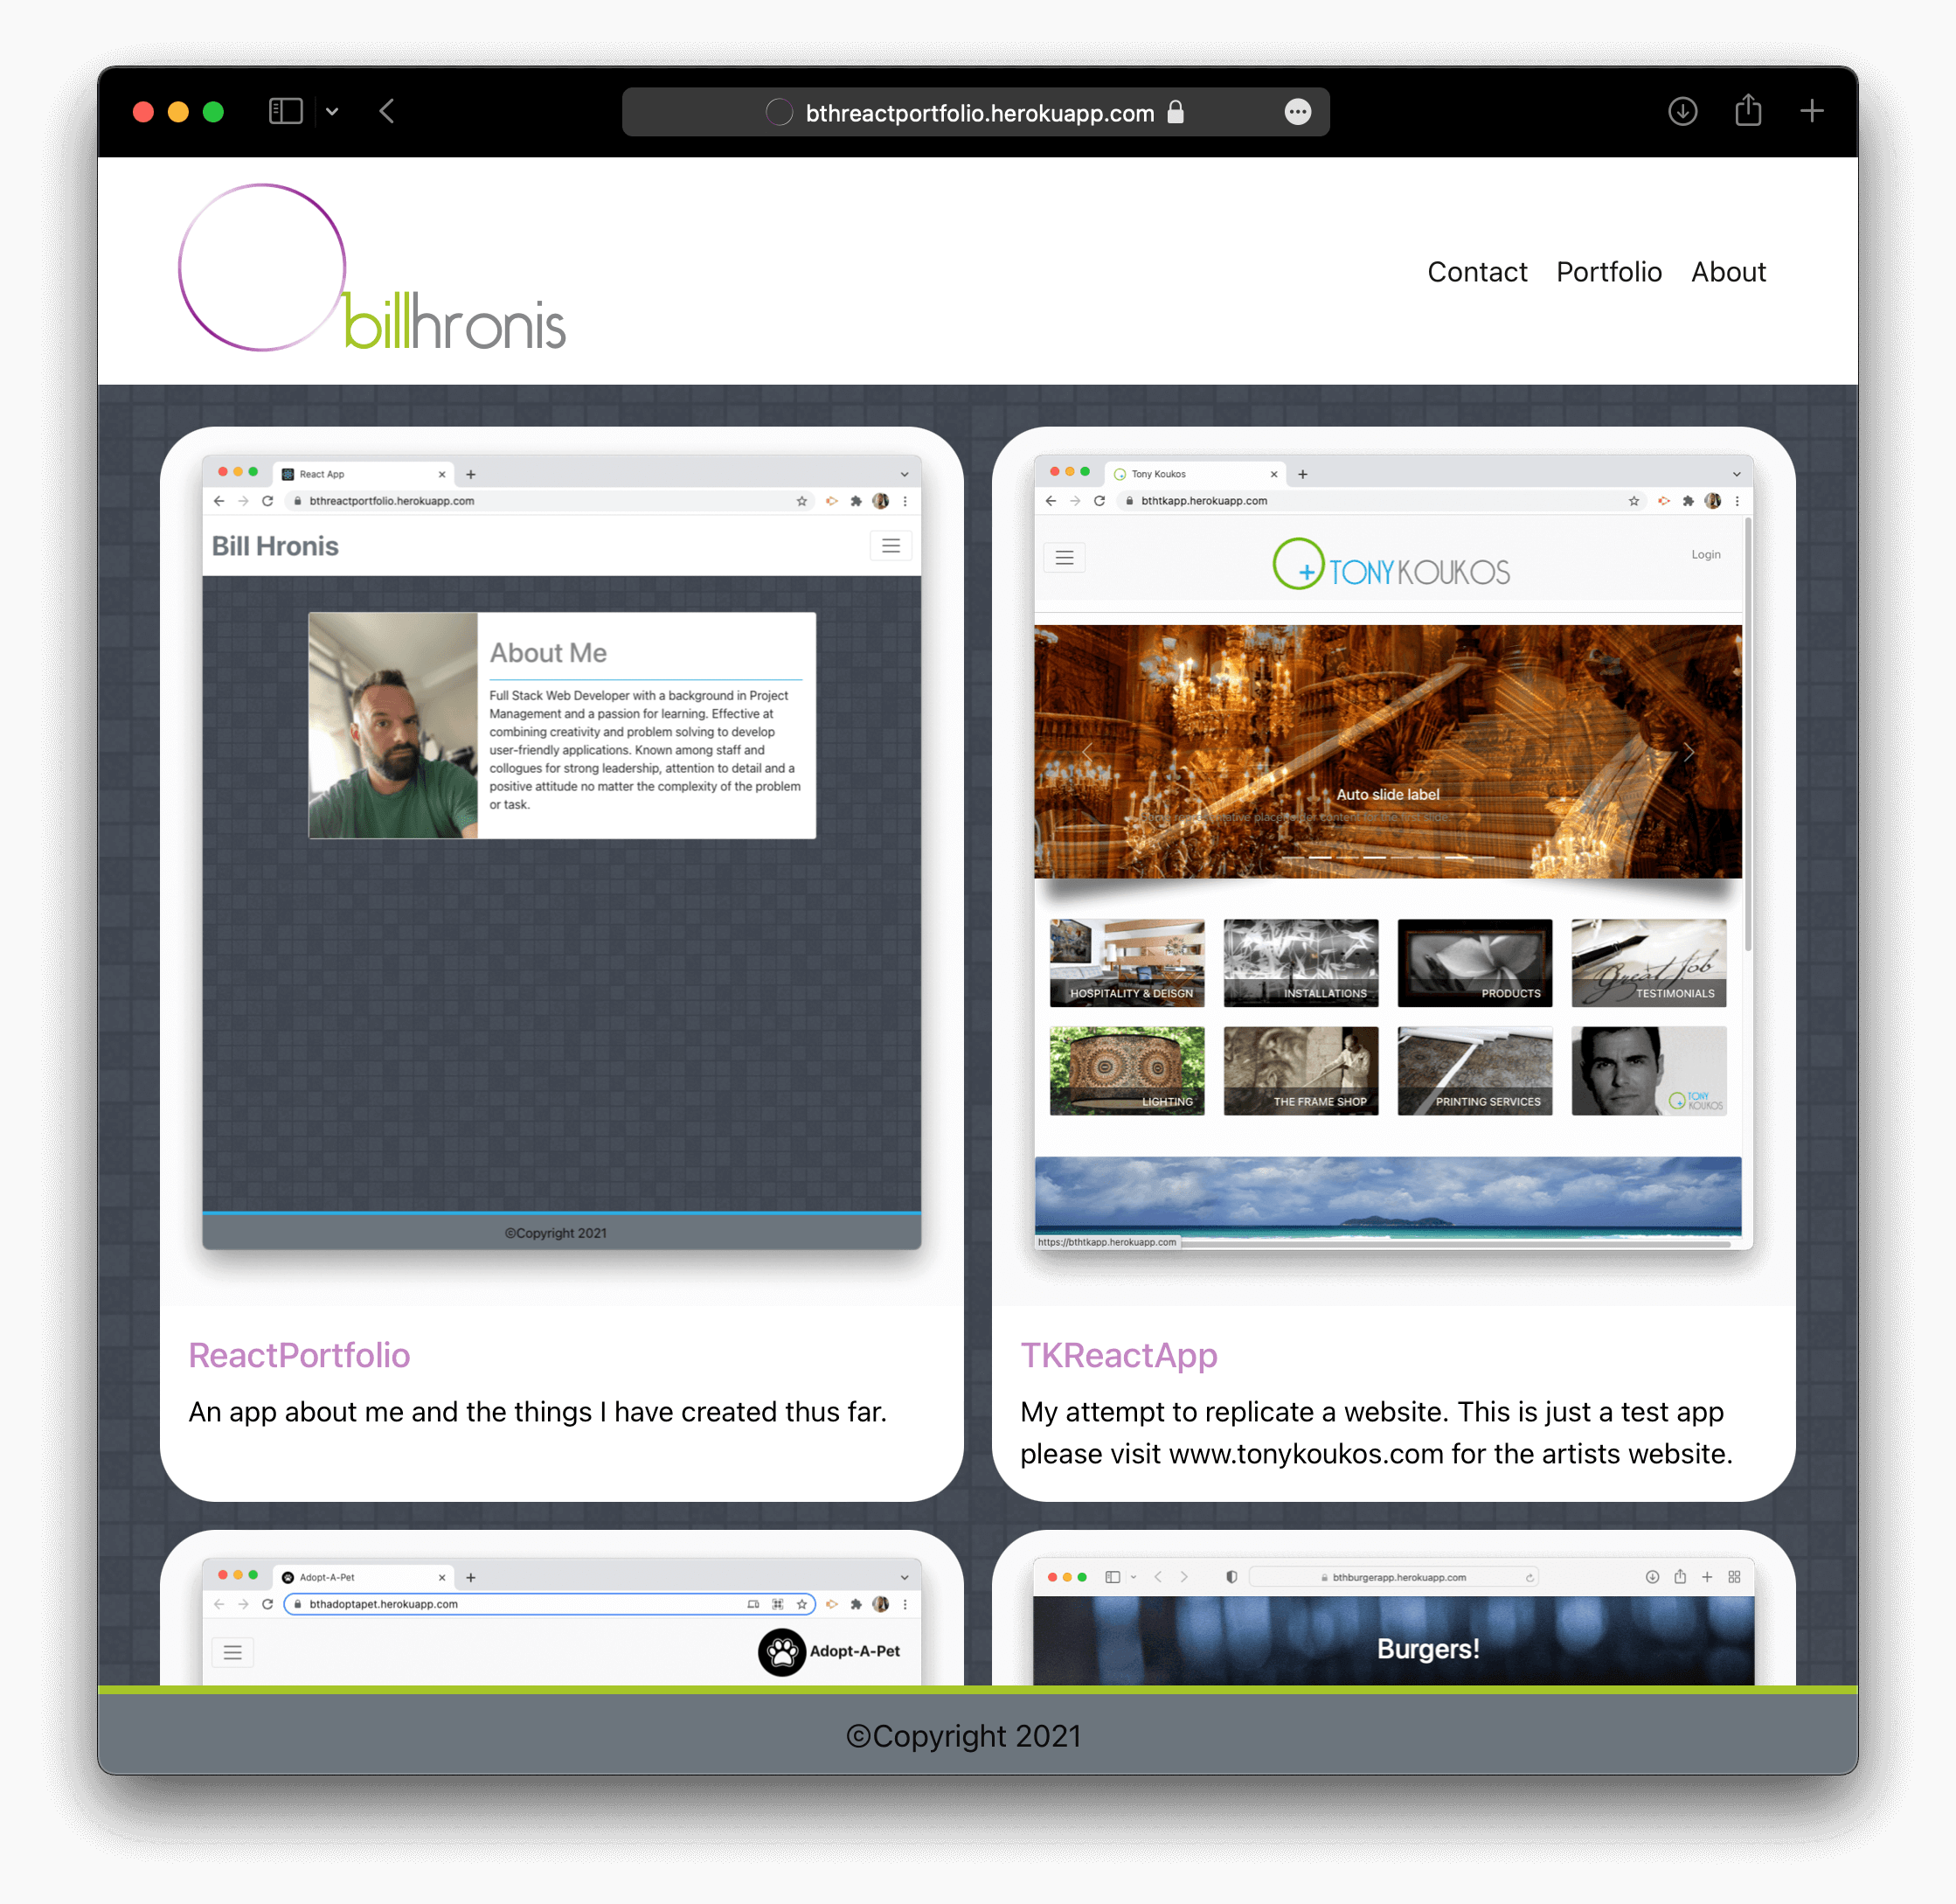 bthreactportfolio.herokuapp.com
billhronis
Contact Portfolio About
React App
bthreactportfolio.herokuapp.com
Bill Hronis
About Me
Full Stack Web Developer with a background in Project
Management and a passion for learning. Effective at
combining creativity and problem solving to develop
user-friendly applications. Known among staff and
collogues for strong leadership, attention to detail and a
positive attitude no matter the complexity of the problem
or task.
©Copyright 2021
ReactPortfolio
An app about me and the things I have created thus far.
Tony Koukos
bthtkapp.herokuapp.com
TONYKOUKOS
Login
Auto slide label
HOSPITALITY & DEISGN
INSTALLATIONS
PRODUCTS
Great Job
TESTIMONIALS
LIGHTING
THE FRAME SHOP
PRINTING SERVICES
TONY
KOUKOS
https://bthtkapp.herokuapp.com
TKReactApp
My attempt to replicate a website. This is just a test app
please visit www.tonykoukos.com for the artists website.
Adopt-A-Pet
bthadoptapet.herokuapp.com
Adopt-A-Pet
bthburgerapp.herokuapp.com
Burgers!
©Copyright 2021